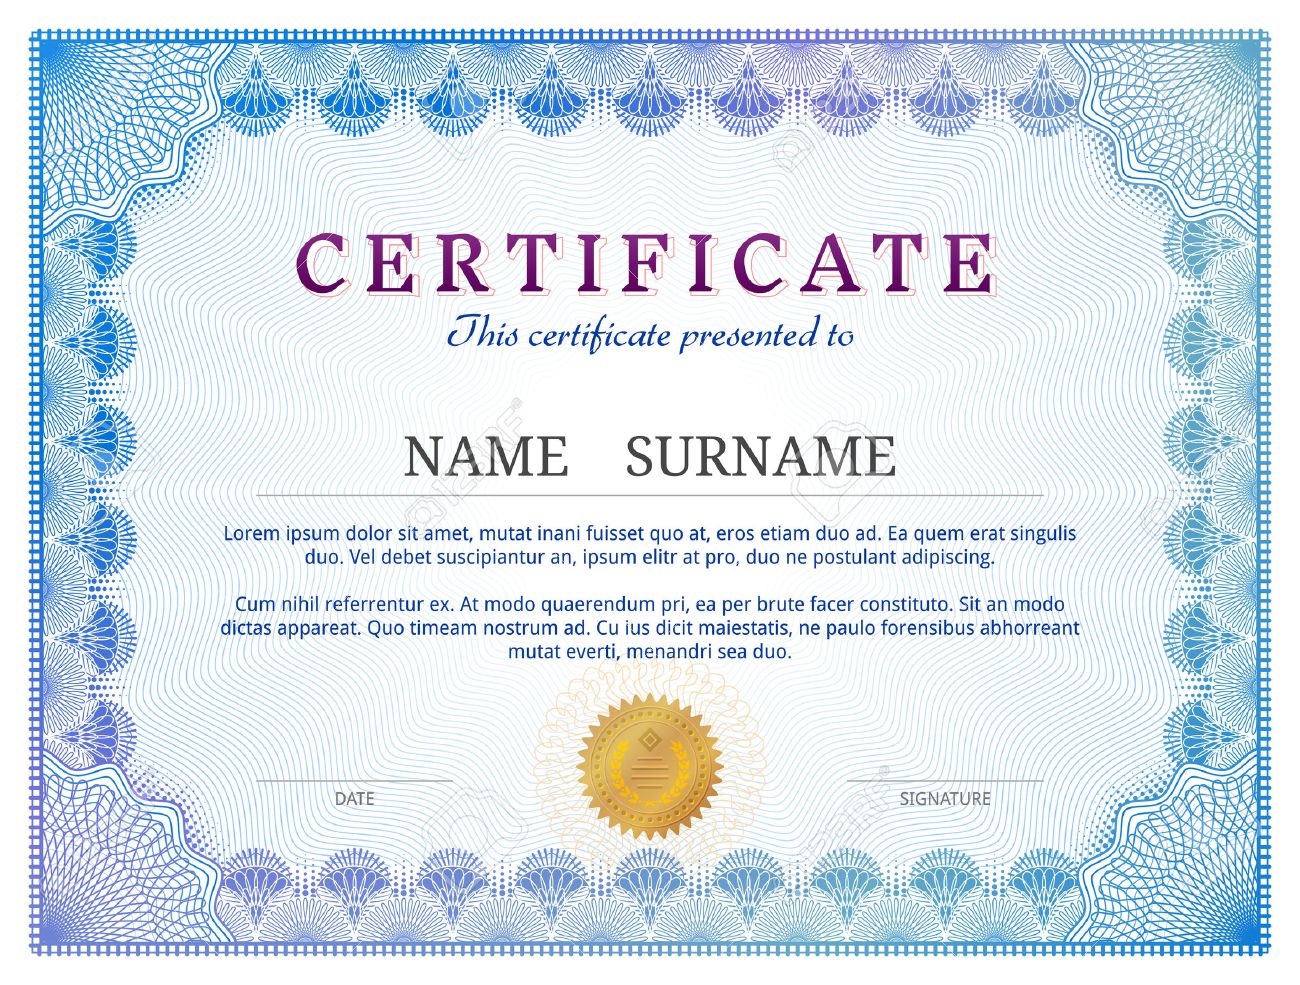 CERTIFICATE
This certificate presented to
NAME SURNAME
Lorem ipsum dolor sit amet, mutat inani fuisset quo at, eros etiam duo ad. Ea quem erat singulis
duo. Vel debet suscipiantur an, ipsum elitr at pro, duo ne postulant adipiscing.
Cum nihil referrentur ex. At modo quaerendum pri, ea per brute facer constituto. Sit an modo
dictas appareat. Quo timeam nostrum ad. Cu ius dicit maiestatis, ne paulo forensibus abhorreant
mutat everti, menandri sea duo.
DATE
SIGNATURE